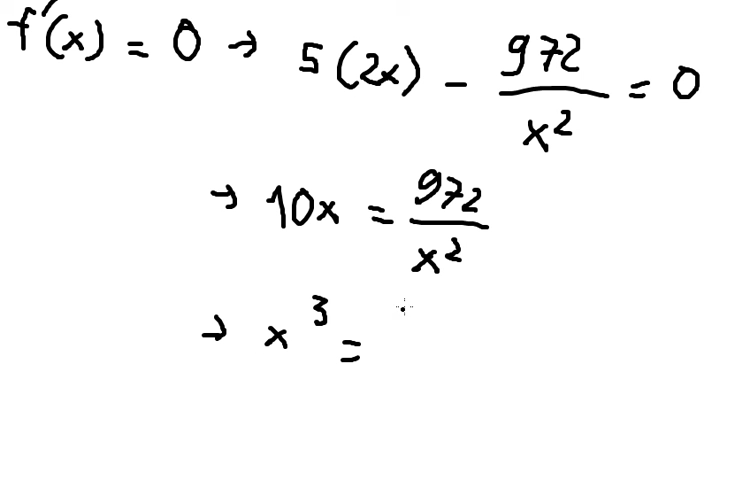 f'(x) = 0 → 5(2x) - 972/x² = 0
→ 10x = 972/x²
→ x³ =